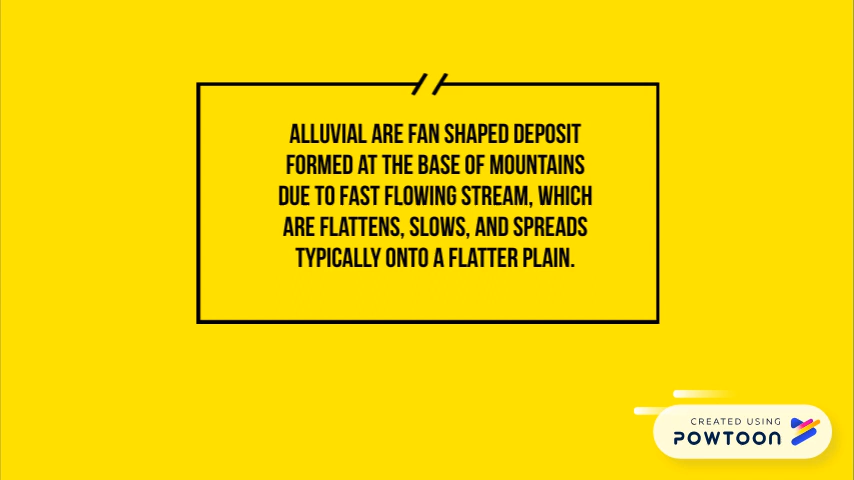 ALLUVIAL ARE FAN SHAPED DEPOSIT
FORMED AT THE BASE OF MOUNTAINS
DUE TO FAST FLOWING STREAM, WHICH
ARE FLATTENS, SLOWS, AND SPREADS
TYPICALLY ONTO A FLATTER PLAIN.
CREATED USING
POWTOON